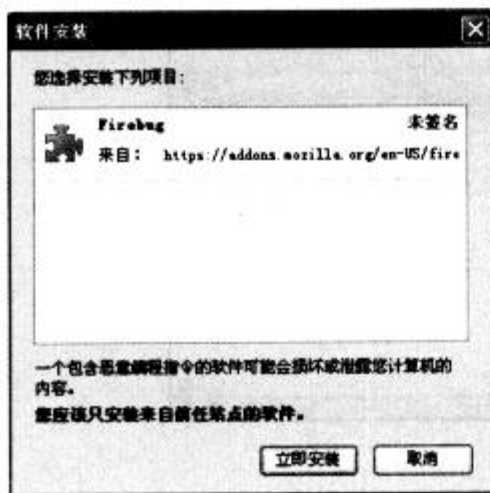 软件安装
您选择安装下列项目：
Firebug 未签名
来自： https://addons.mozilla.org/en-US/fire
一个包含恶意编程指令的软件可能会损坏或泄露您计算机的
内容。
您应该只安装来自信任站点的软件。
立即安装 取消